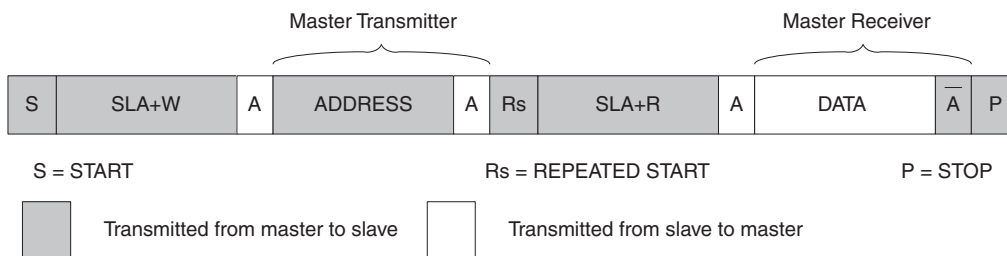 Master Transmitter Master Receiver
S SLA+W A ADDRESS A Rs SLA+R A DATA A̅ P
S = START Rs = REPEATED START P = STOP
Transmitted from master to slave Transmitted from slave to master